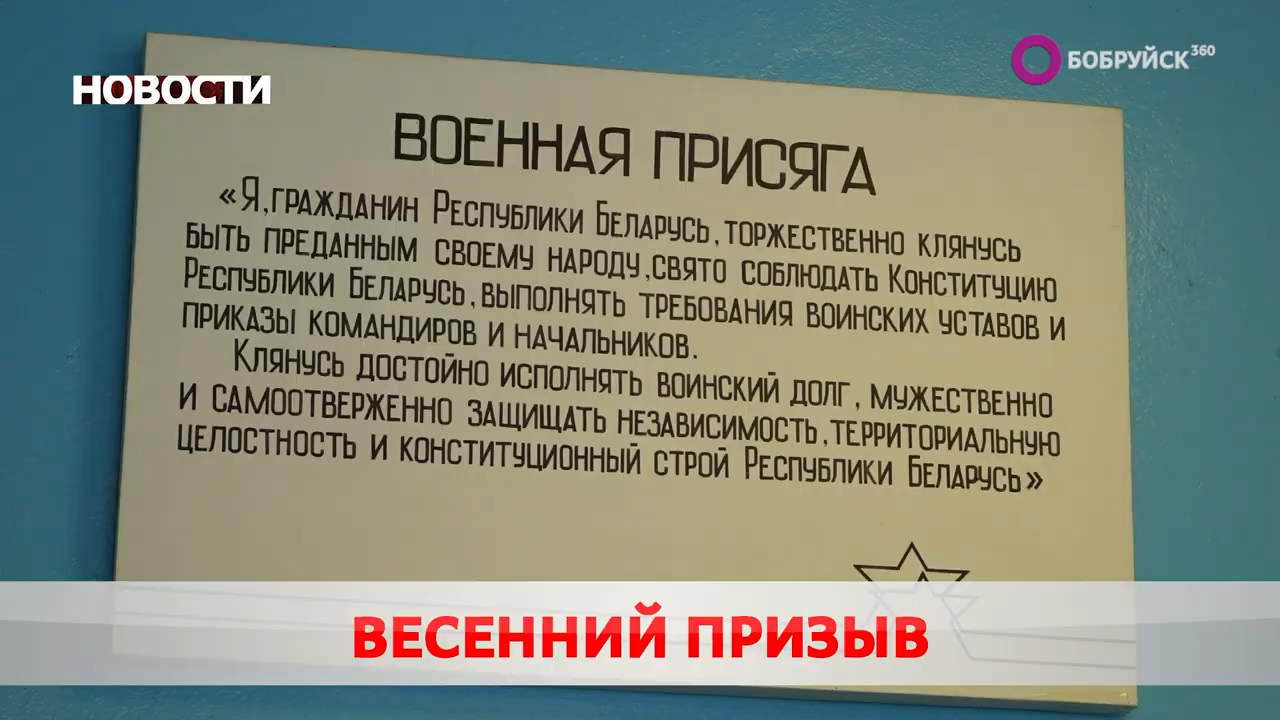 НОВОСТИ
БОБРУЙСК 360
ВОЕННАЯ ПРИСЯГА
«Я, ГРАЖДАНИН РЕСПУБЛИКИ БЕЛАРУСЬ, ТОРЖЕСТВЕННО КЛЯНУСЬ
БЫТЬ ПРЕДАННЫМ СВОЕМУ НАРОДУ, СВЯТО СОБЛЮДАТЬ КОНСТИТУЦИЮ
РЕСПУБЛИКИ БЕЛАРУСЬ, ВЫПОЛНЯТЬ ТРЕБОВАНИЯ ВОИНСКИХ УСТАВОВ И
ПРИКАЗЫ КОМАНДИРОВ И НАЧАЛЬНИКОВ.
КЛЯНУСЬ ДОСТОЙНО ИСПОЛНЯТЬ ВОИНСКИЙ ДОЛГ, МУЖЕСТВЕННО
И САМООТВЕРЖЕННО ЗАЩИЩАТЬ НЕЗАВИСИМОСТЬ, ТЕРРИТОРИАЛЬНУЮ
ЦЕЛОСТНОСТЬ И КОНСТИТУЦИОННЫЙ СТРОЙ РЕСПУБЛИКИ БЕЛАРУСЬ»
ВЕСЕННИЙ ПРИЗЫВ